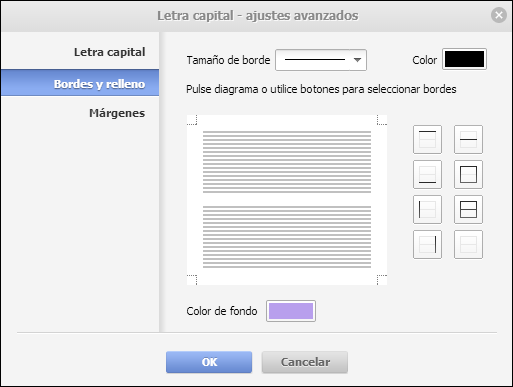 Letra capital - ajustes avanzados
Letra capital
Bordes y relleno
Márgenes
Tamaño de borde
Color
Pulse diagrama o utilice botones para seleccionar bordes
Color de fondo
OK
Cancelar